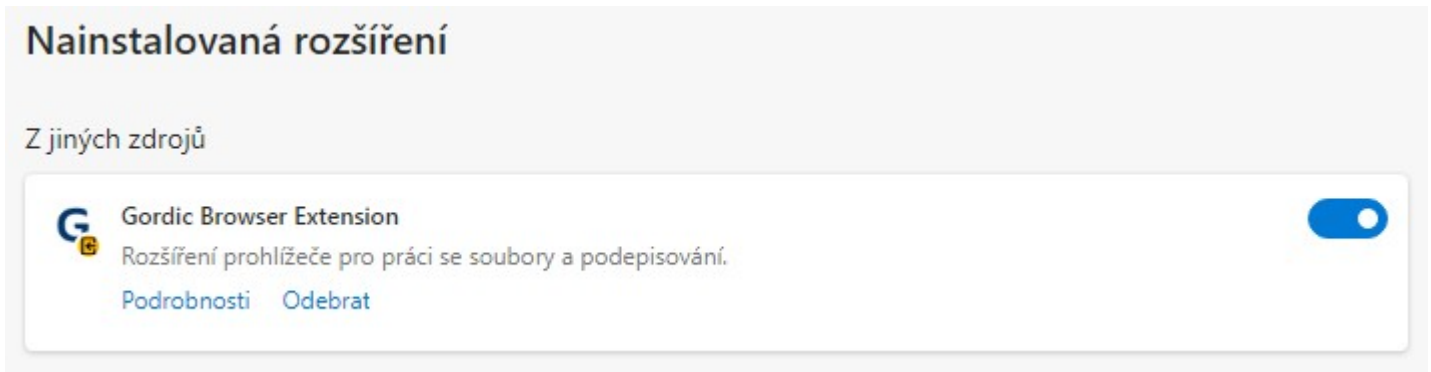 Nainstalovaná rozšíření
Z jiných zdrojů
G
Gordic Browser Extension
Rozšíření prohlížeče pro práci se soubory a podepisování.
Podrobnosti Odebrat